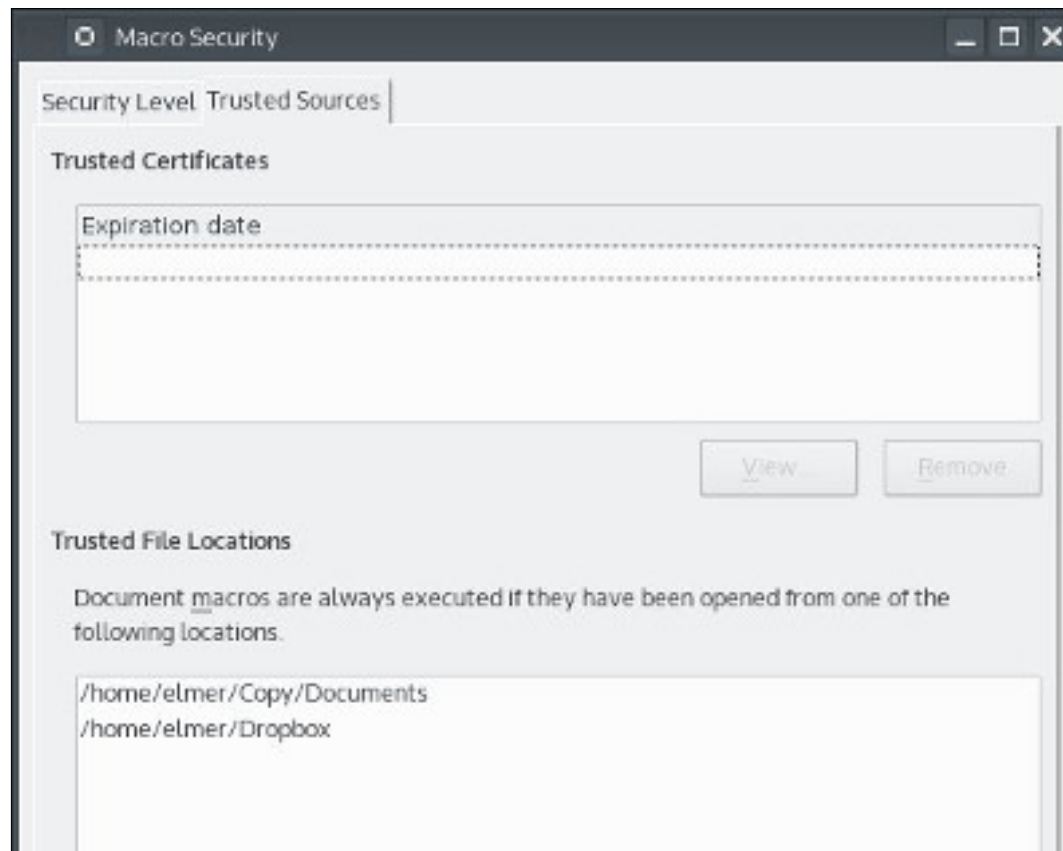 Macro Security
Security Level Trusted Sources
Trusted Certificates
Expiration date
View...
Remove
Trusted File Locations
Document macros are always executed if they have been opened from one of the
following locations.
/home/elmer/Copy/Documents
/home/elmer/Dropbox